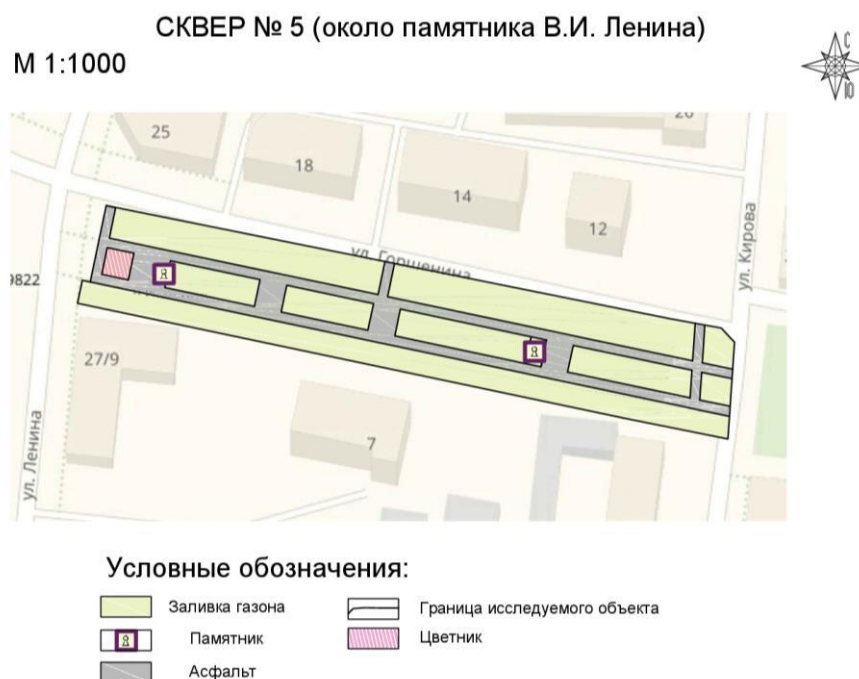 СКВЕР № 5 (около памятника В.И. Ленина)
М 1:1000
С
Ю
25
18
14
12
ул. Горшенина
ул. Кирова
9822
27/9
7
ул. Ленина
Условные обозначения:
Заливка газона
Граница исследуемого объекта
Памятник
Цветник
Асфальт